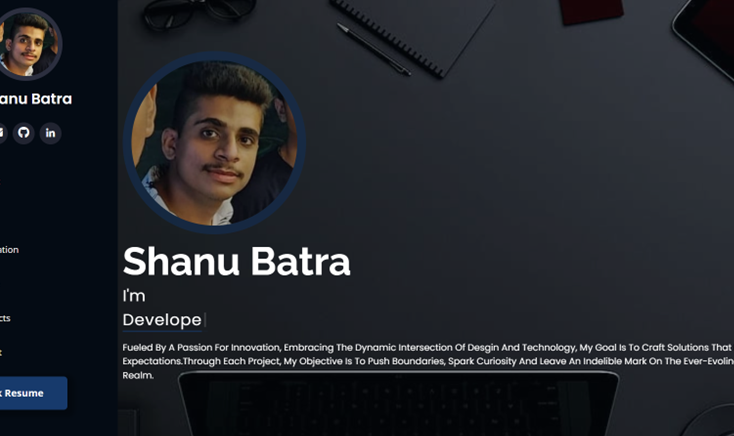 anu Batra
in
ation
cts
Resume
Shanu Batra
I'm
Develope
Fueled By A Passion For Innovation, Embracing The Dynamic Intersection Of Desgin And Technology, My Goal Is To Craft Solutions That
Expectations.Through Each Project, My Objective Is To Push Boundaries, Spark Curiosity And Leave An Indelible Mark On The Ever-Evolin
Realm.